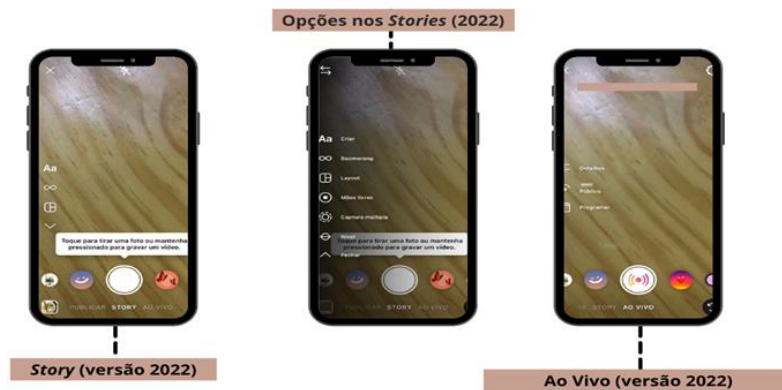 Opções nos Stories (2022)
Aa
Toque para tirar uma foto ou mantenha
pressionado para gravar um vídeo.
PUBLICAR STORY AO VIVO
Story (versão 2022)
Aa Criar
Boomerang
Layout
Mãos livres
Captura múltipla
Nível
Toque para tirar uma foto ou mantenha
pressionado para gravar um vídeo.
Fechar
PUBLICAR STORY AO VIVO
Detalhes
Público
Programar
STORY AO VIVO
Ao Vivo (versão 2022)